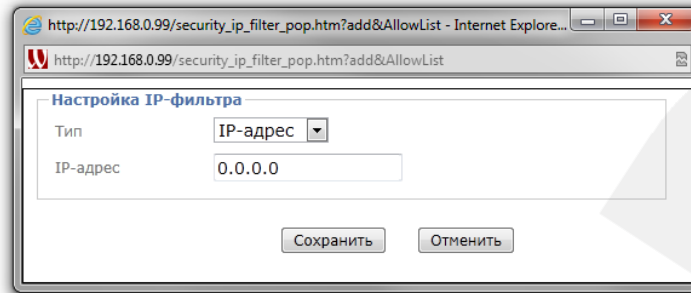 http://192.168.0.99/security_ip_filter_pop.htm?add&AllowList - Internet Explore...
http://192.168.0.99/security_ip_filter_pop.htm?add&AllowList
Настройка IP-фильтра
Тип IP-адрес
IP-адрес 0.0.0.0
Сохранить Отменить